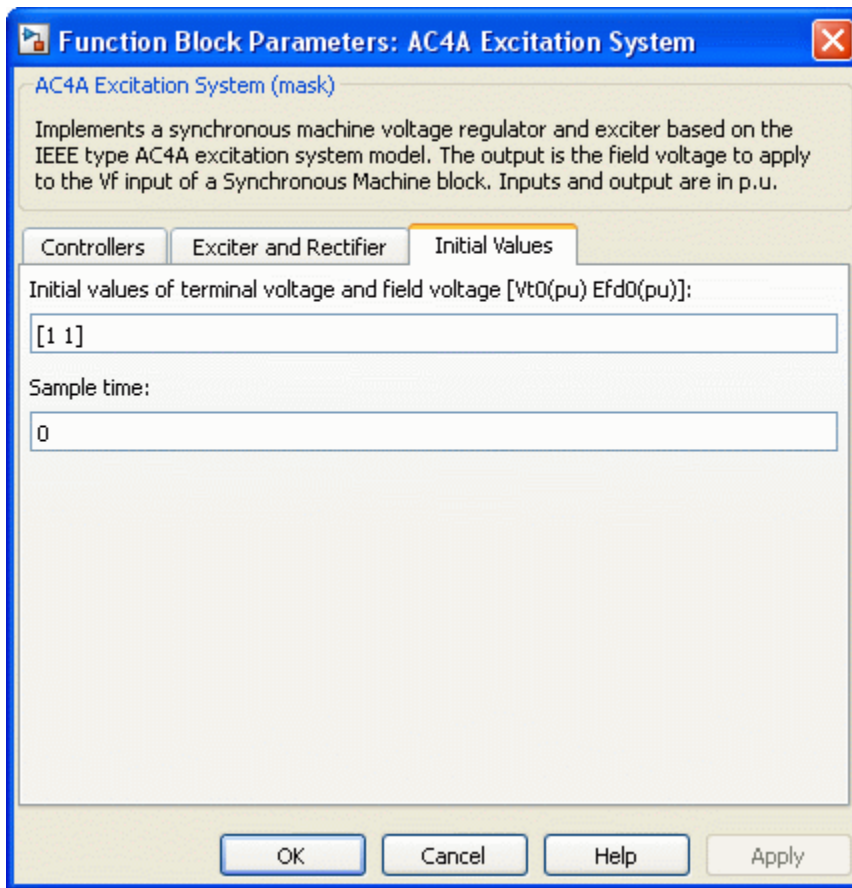 Function Block Parameters: AC4A Excitation System
AC4A Excitation System (mask)
Implements a synchronous machine voltage regulator and exciter based on the
IEEE type AC4A excitation system model. The output is the field voltage to apply
to the Vf input of a Synchronous Machine block. Inputs and output are in p.u.
Controllers
Exciter and Rectifier
Initial Values
Initial values of terminal voltage and field voltage [Vt0(pu) Efd0(pu)]:
[1 1]
Sample time:
0
OK
Cancel
Help
Apply